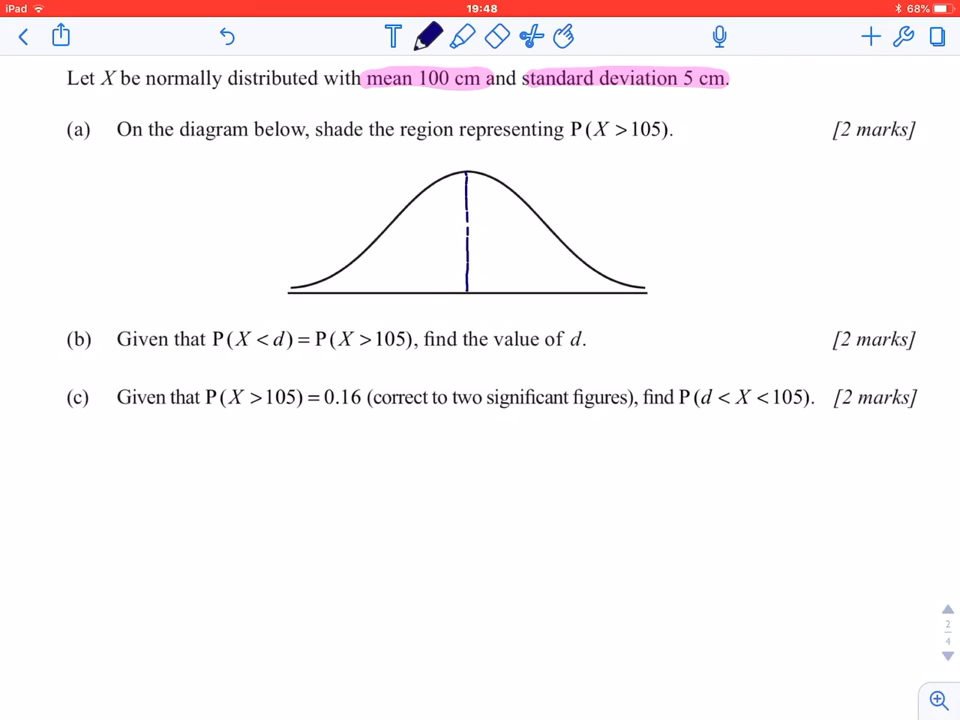 iPad 19:48 68%
T
Let X be normally distributed with mean 100 cm and standard deviation 5 cm.
(a) On the diagram below, shade the region representing P(X > 105). [2 marks]
(b) Given that P(X < d) = P(X > 105), find the value of d. [2 marks]
(c) Given that P(X > 105) = 0.16 (correct to two significant figures), find P(d < X < 105). [2 marks]
2
4